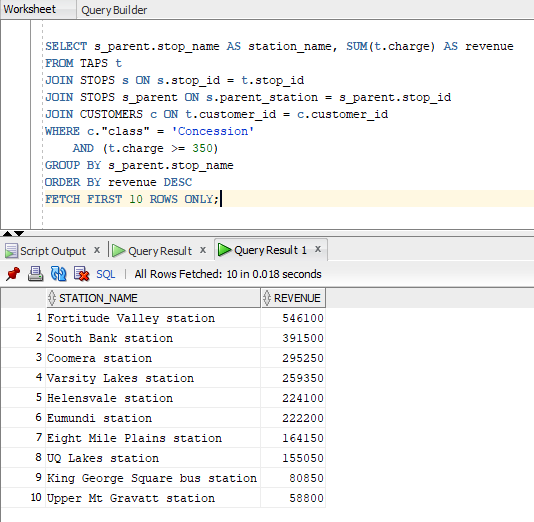 Worksheet Query Builder
SELECT s_parent.stop_name AS station_name, SUM(t.charge) AS revenue
FROM TAPS t
JOIN STOPS s ON s.stop_id = t.stop_id
JOIN STOPS s_parent ON s.parent_station = s_parent.stop_id
JOIN CUSTOMERS c ON t.customer_id = c.customer_id
WHERE c."class" = 'Concession'
AND (t.charge >= 350)
GROUP BY s_parent.stop_name
ORDER BY revenue DESC
FETCH FIRST 10 ROWS ONLY;
Script Output x Query Result x Query Result 1 x
SQL | All Rows Fetched: 10 in 0.018 seconds
STATION_NAME REVENUE
1 Fortitude Valley station 546100
2 South Bank station 391500
3 Coomera station 295250
4 Varsity Lakes station 259350
5 Helensvale station 224100
6 Eumundi station 222200
7 Eight Mile Plains station 164150
8 UQ Lakes station 155050
9 King George Square bus station 80850
10 Upper Mt Gravatt station 58800